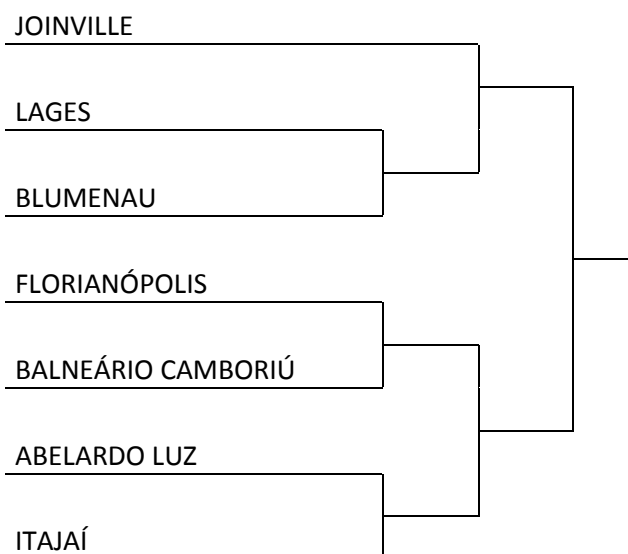 JOINVILLE
LAGES
BLUMENAU
FLORIANÓPOLIS
BALNEÁRIO CAMBORIÚ
ABELARDO LUZ
ITAJAÍ